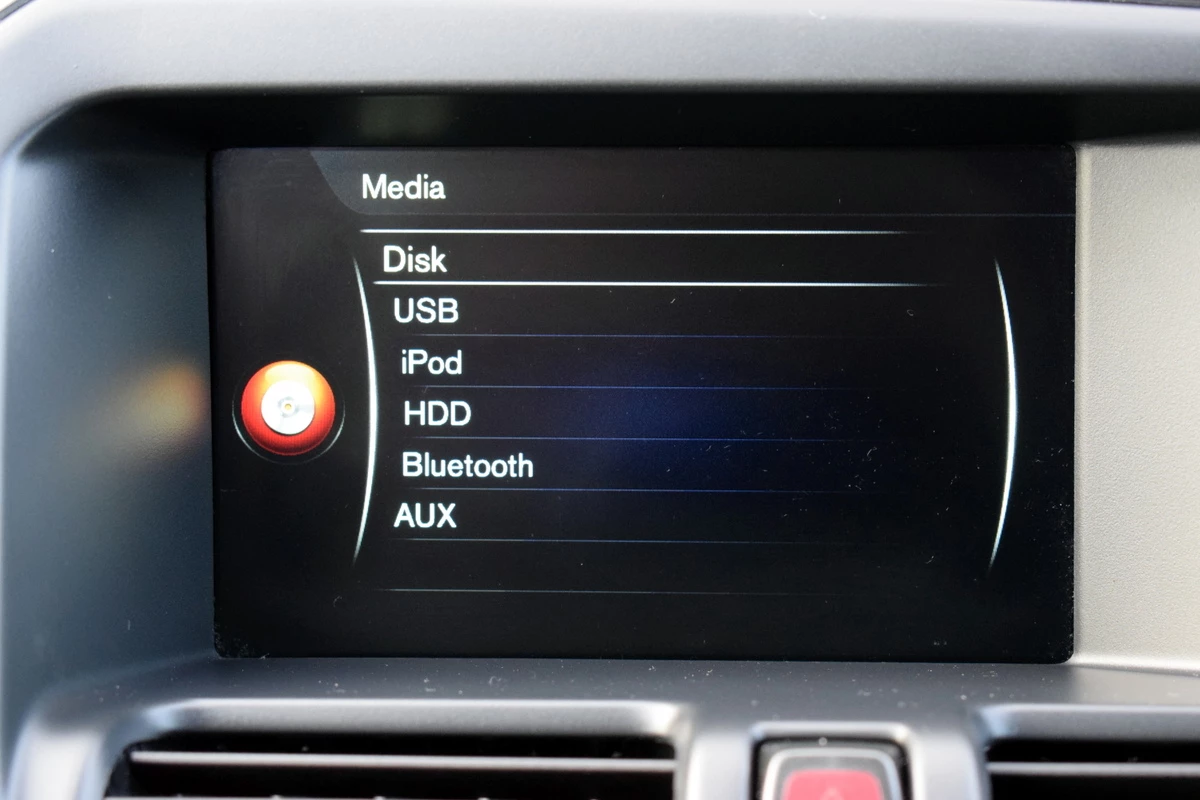 Media
Disk
USB
iPod
HDD
Bluetooth
AUX